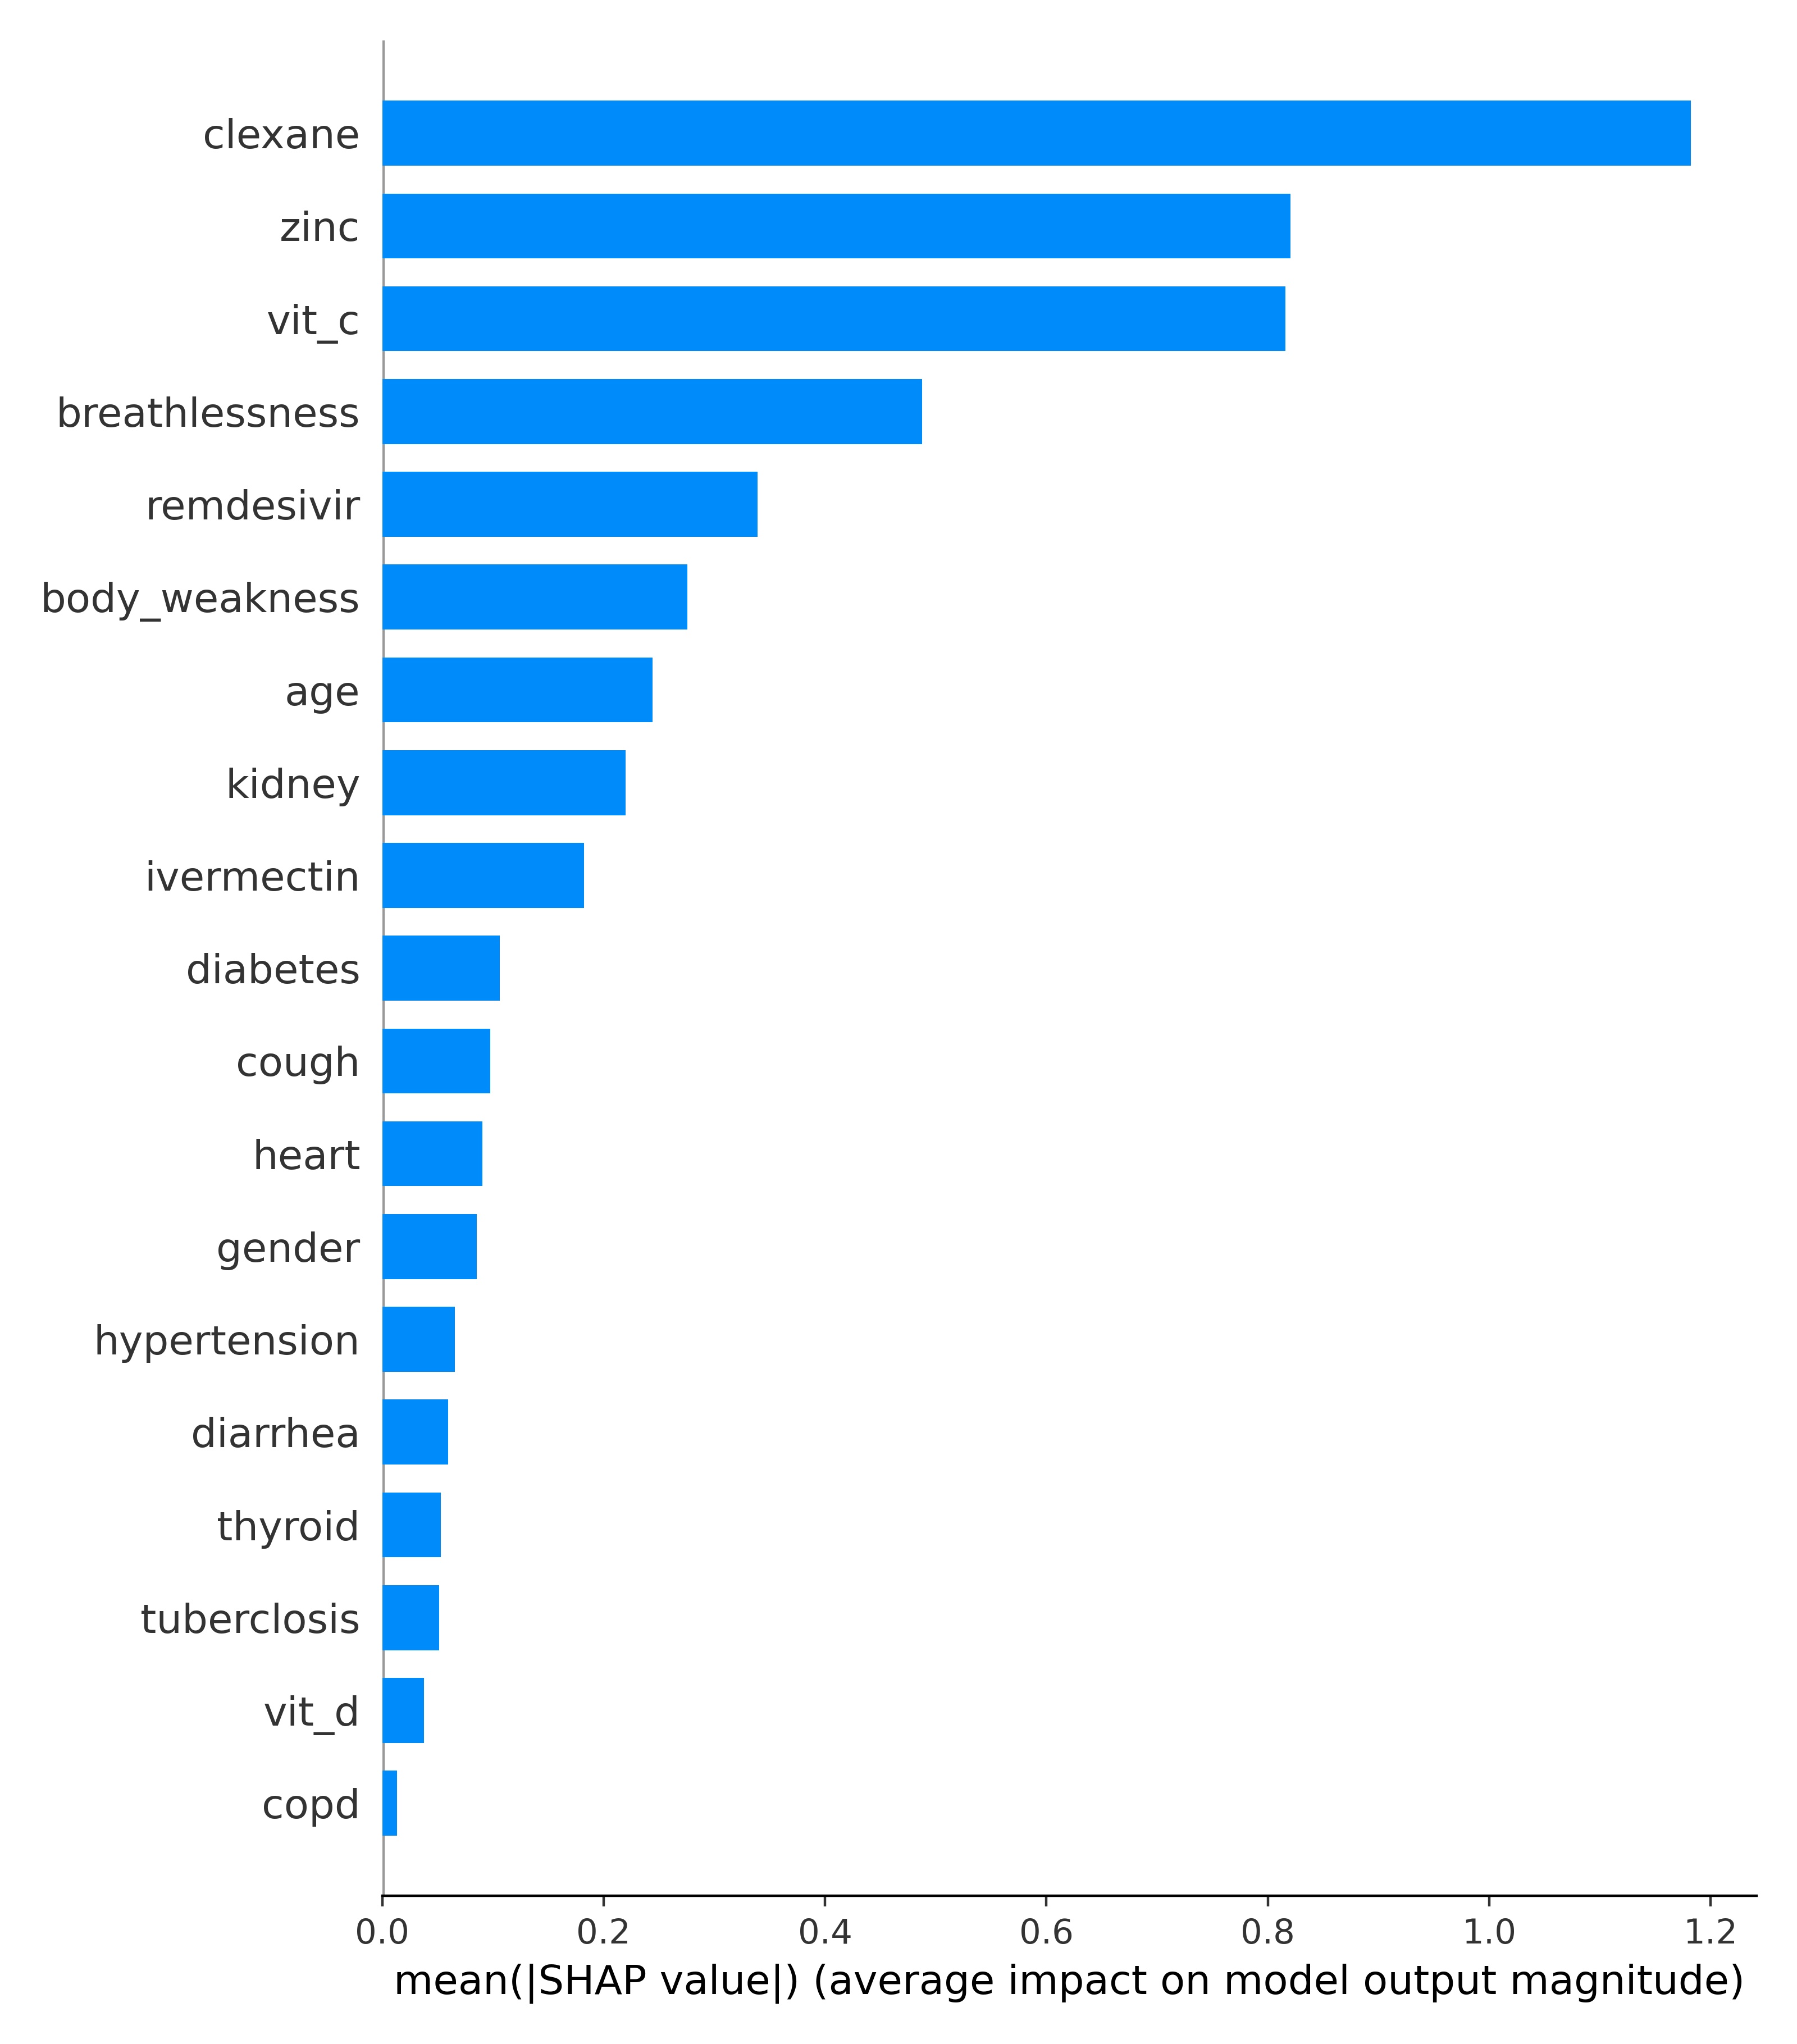 clexane
zinc
vit_c
breathlessness
remdesivir
body_weakness
age
kidney
ivermectin
diabetes
cough
heart
gender
hypertension
diarrhea
thyroid
tuberclosis
vit_d
copd
0.0 0.2 0.4 0.6 0.8 1.0 1.2
mean(|SHAP value|) (average impact on model output magnitude)